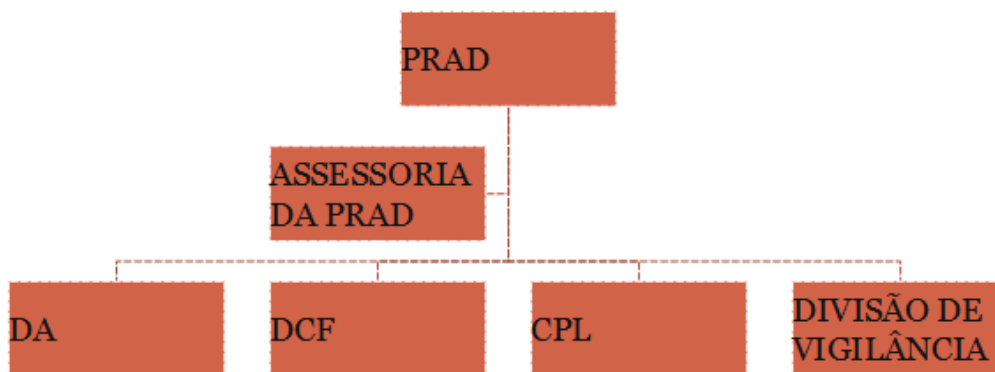 PRAD
ASSESSORIA
DA PRAD
DA
DCF
CPL
DIVISÃO DE
VIGILÂNCIA